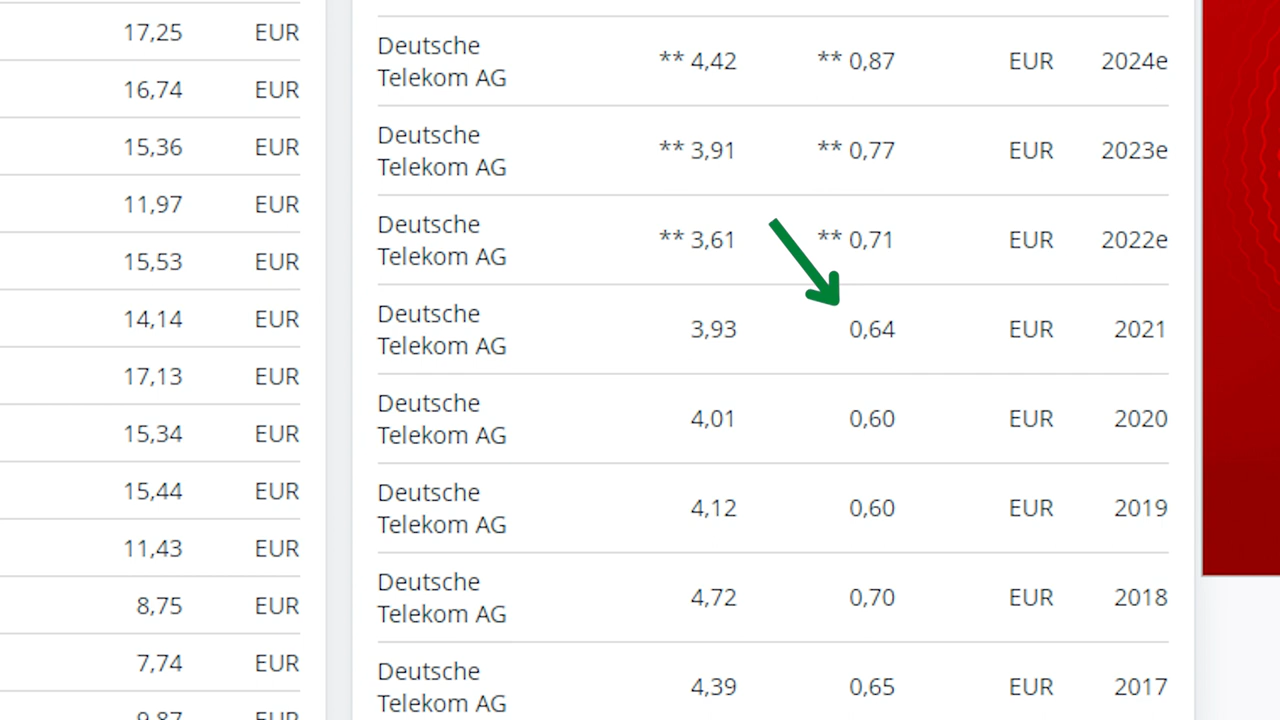 17,25 EUR
16,74 EUR
15,36 EUR
11,97 EUR
15,53 EUR
14,14 EUR
17,13 EUR
15,34 EUR
15,44 EUR
11,43 EUR
8,75 EUR
7,74 EUR
9,87 EUR
Deutsche
Telekom AG ** 4,42 ** 0,87 EUR 2024e
Deutsche
Telekom AG ** 3,91 ** 0,77 EUR 2023e
Deutsche
Telekom AG ** 3,61 ** 0,71 EUR 2022e
Deutsche
Telekom AG 3,93 0,64 EUR 2021
Deutsche
Telekom AG 4,01 0,60 EUR 2020
Deutsche
Telekom AG 4,12 0,60 EUR 2019
Deutsche
Telekom AG 4,72 0,70 EUR 2018
Deutsche
Telekom AG 4,39 0,65 EUR 2017